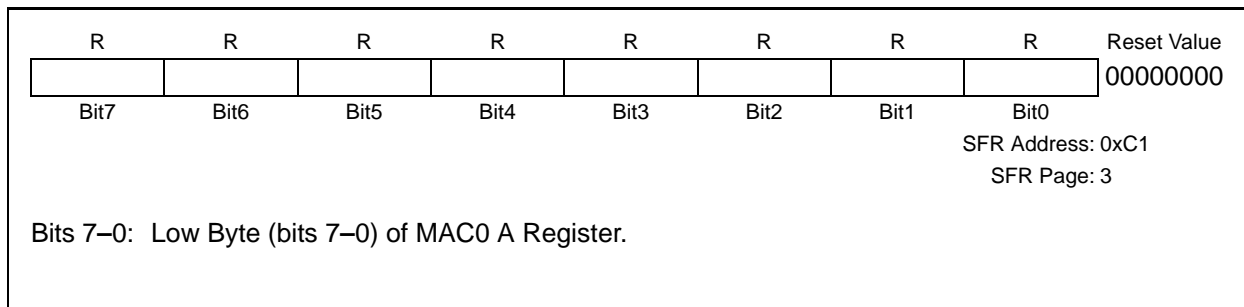 R R R R R R R R Reset Value
00000000
Bit7 Bit6 Bit5 Bit4 Bit3 Bit2 Bit1 Bit0
SFR Address: 0xC1
SFR Page: 3
Bits 7–0: Low Byte (bits 7–0) of MAC0 A Register.